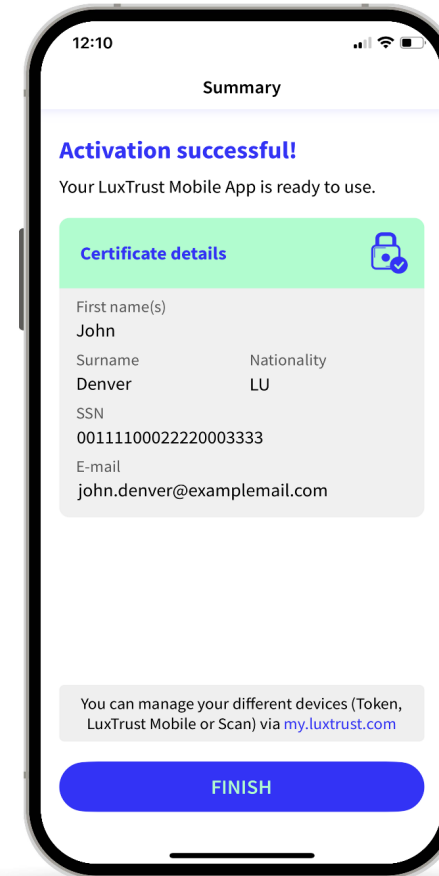 12:10
Summary
Activation successful!
Your LuxTrust Mobile App is ready to use.
Certificate details
First name(s)
John
Surname Nationality
Denver LU
SSN
00111100022220003333
E-mail
john.denver@examplemail.com
You can manage your different devices (Token,
LuxTrust Mobile or Scan) via my.luxtrust.com
FINISH